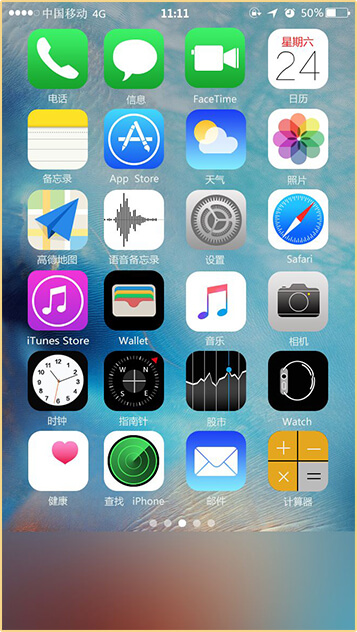 中国移动 4G 11:11 50%
星期六
24
电话 信息 FaceTime 日历
备忘录 App Store 天气 照片
高德地图 语音备忘录 设置 Safari
iTunes Store Wallet 音乐 相机
12
N
W E
S
时钟 指南针 股市 Watch
健康 查找 iPhone 邮件 计算器